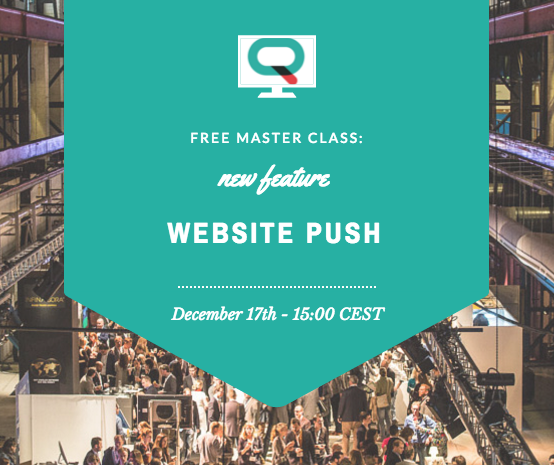 FREE MASTER CLASS:
new feature
WEBSITE PUSH
December 17th - 15:00 CEST